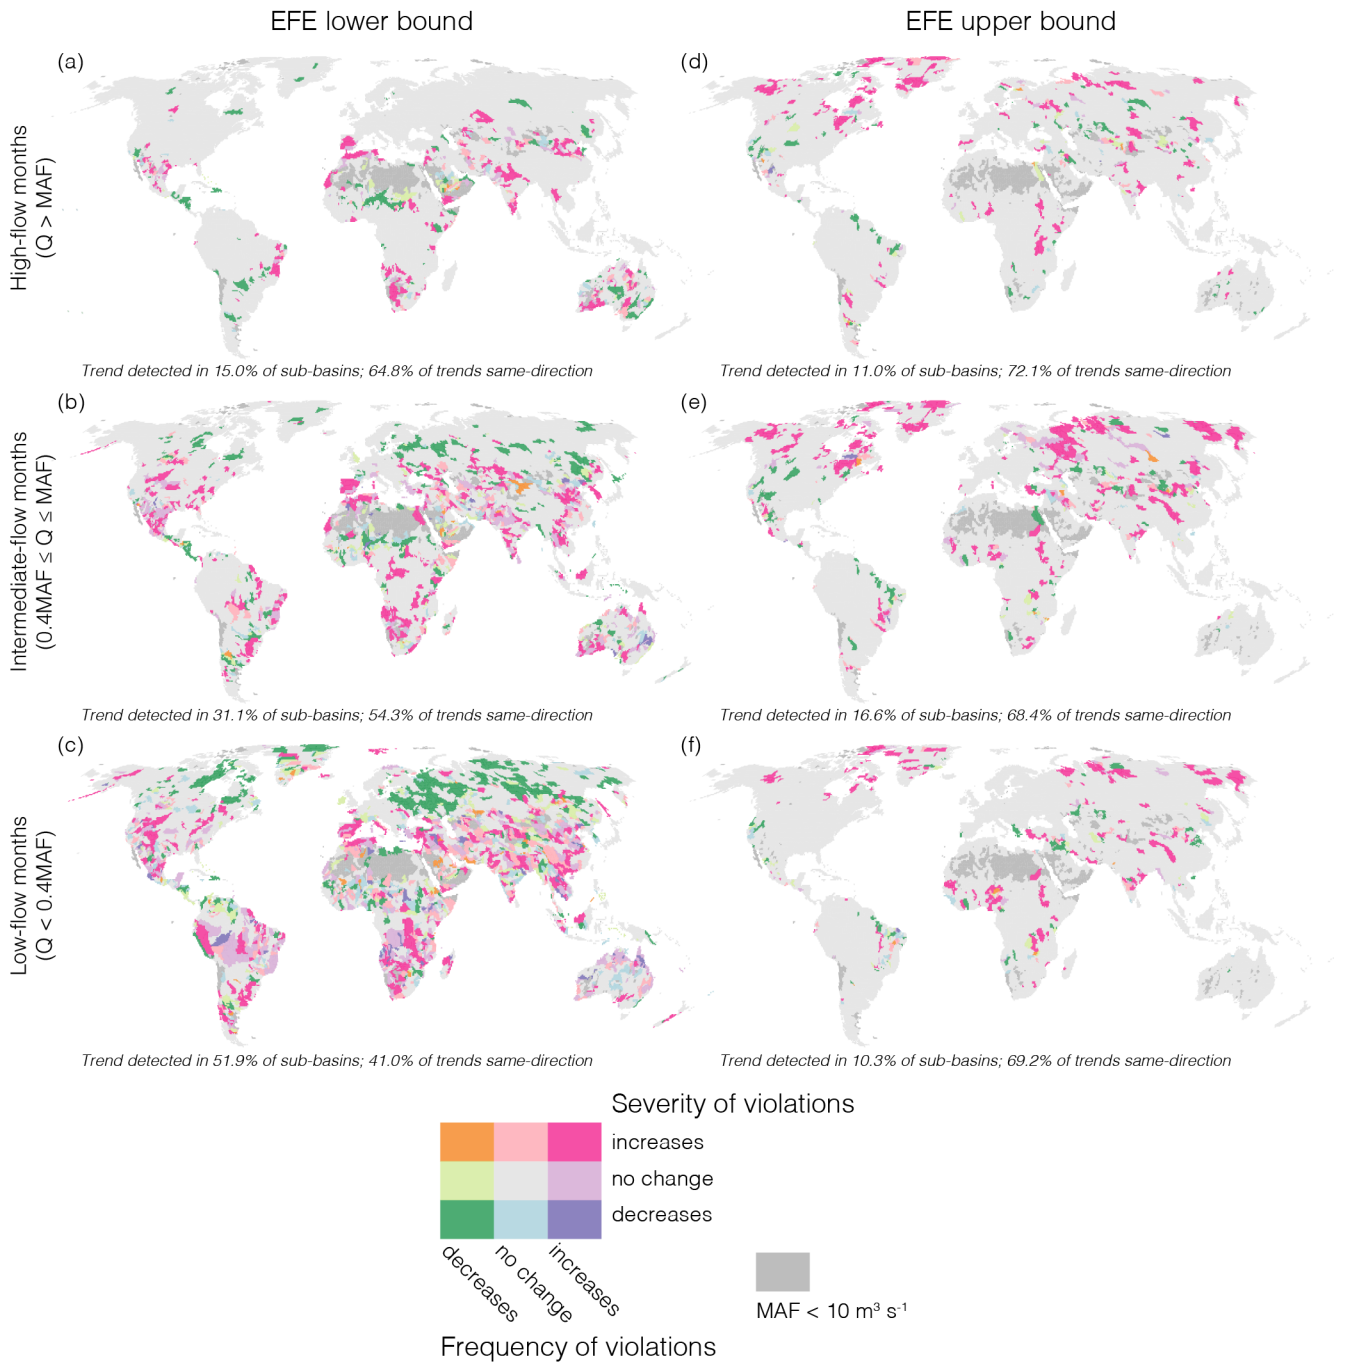 EFE lower bound
EFE upper bound
High-flow months
(Q > MAF)
(a)
Trend detected in 15.0% of sub-basins; 64.8% of trends same-direction
(d)
Trend detected in 11.0% of sub-basins; 72.1% of trends same-direction
Intermediate-flow months
(0.4MAF ≤ Q ≤ MAF)
(b)
Trend detected in 31.1% of sub-basins; 54.3% of trends same-direction
(e)
Trend detected in 16.6% of sub-basins; 68.4% of trends same-direction
Low-flow months
(Q < 0.4MAF)
(c)
Trend detected in 51.9% of sub-basins; 41.0% of trends same-direction
(f)
Trend detected in 10.3% of sub-basins; 69.2% of trends same-direction
Severity of violations
increases
no change
decreases
decreases
no change
increases
Frequency of violations
MAF < 10 m³ s⁻¹